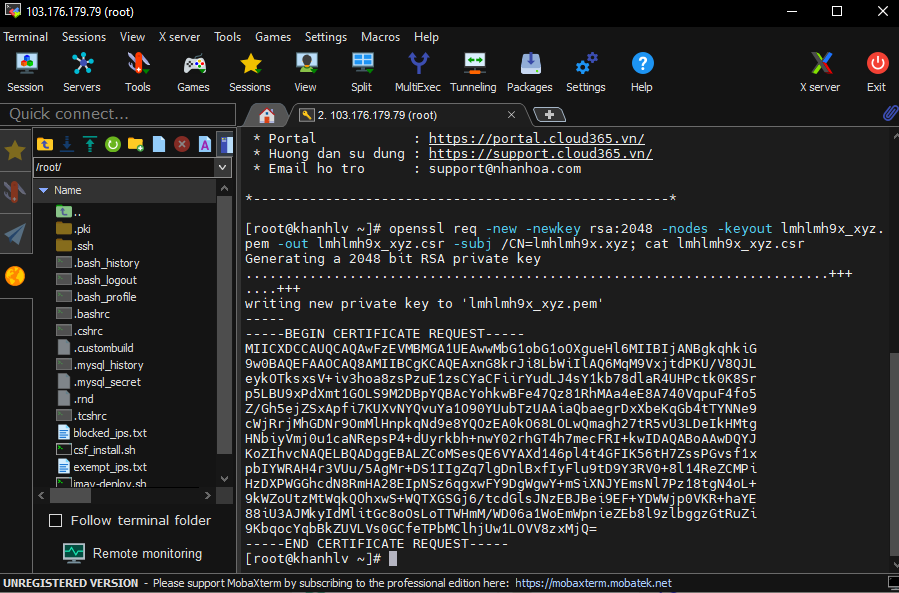 103.176.179.79 (root)
Terminal Sessions View X server Tools Games Settings Macros Help
Session Servers Tools Games Sessions View Split MultiExec Tunneling Packages Settings Help X server Exit
Quick connect...
2. 103.176.179.79 (root)
/root/
Name
..
.pki
.ssh
.bash_history
.bash_logout
.bash_profile
.bashrc
.cshrc
.custombuild
.mysql_history
.mysql_secret
.rnd
.tcshrc
blocked_ips.txt
csf_install.sh
exempt_ips.txt
imav-deploy.sh
Follow terminal folder
Remote monitoring
* Portal : https://portal.cloud365.vn/
* Huong dan su dung : https://support.cloud365.vn/
* Email ho tro : support@nhanhoa.com
*--------------------------------------------------*
[root@khanhlv ~]# openssl req -new -newkey rsa:2048 -nodes -keyout lmhlmh9x_xyz.
pem -out lmhlmh9x_xyz.csr -subj /CN=lmhlmh9x.xyz; cat lmhlmh9x_xyz.csr
Generating a 2048 bit RSA private key
......................................................................+++
....+++
writing new private key to 'lmhlmh9x_xyz.pem'
-----
-----BEGIN CERTIFICATE REQUEST-----
MIICXDCCAUQCAQAwFzEVMBMGA1UEAwwMbG1obG1oOXgueHl6MIIBIjANBgkqhkiG
9w0BAQEFAAOCAQ8AMIIBCgKCAQEAxnG8krJi8LbWiIlAQ6MqM9VxjtdPKU/V8QJL
eykOTksxsV+iv3hoa8zsPzuE1zsCYaCFiirYudLJ4sY1kb78dlaR4UHPctk0K8Sr
p5LBU9xPdXmt1GOLS9M2DBpYQBAcYohkwBFe47Qz81RhMAa4eE8A740VqpuF4fo5
Z/Gh5ejZSxApfi7KUXvNYQvuYa1O90YUubTzUAAiaQbaegrDxXbeKqGb4tTYNNe9
cWjRrjMhGDNr9OmMlHnpkqNd9e8YQOzEA0kO68LOLwQmagh27tR5vU3LDeIkHMtg
HNbiyVmj0u1caNRepsP4+dUyrkbh+nwY02rhGT4h7mecFRI+kwIDAQABoAAwDQYJ
KoZIhvcNAQELBQADggEBALZCoMSesQE6VYAXd146pl4t4GFIK56tH7ZssPGvsf1x
pbIYWRAH4r3VUu/5AgMr+DS1IIgZq7lgDnlBxfIyFlu9tD9Y3RV0+8l14ReZCMPi
HzDXPWGGhcdN8RmHA28EIpNSz6qgxwFY9DgWgwY+mSiXNJYEmsNl7Pz18tgN4oL+
9kWZoUtzMtWqkQOhxwS+WQTXGSGj6/tcdGlsJNzEBJBei9EF+YDWWjp0VKR+haYE
88iU3AJMkyIdMlitGc8oOsLoTTWHmM/WD06a1WoEmWpnieZEb8l9zlbggzGtRuZi
9KbqocYqbBkZUVLVs0GCfeTPbMClhjUw1LOVV8zxMjQ=
-----END CERTIFICATE REQUEST-----
[root@khanhlv ~]#
UNREGISTERED VERSION - Please support MobaXterm by subscribing to the professional edition here: https://mobaxterm.mobatek.net